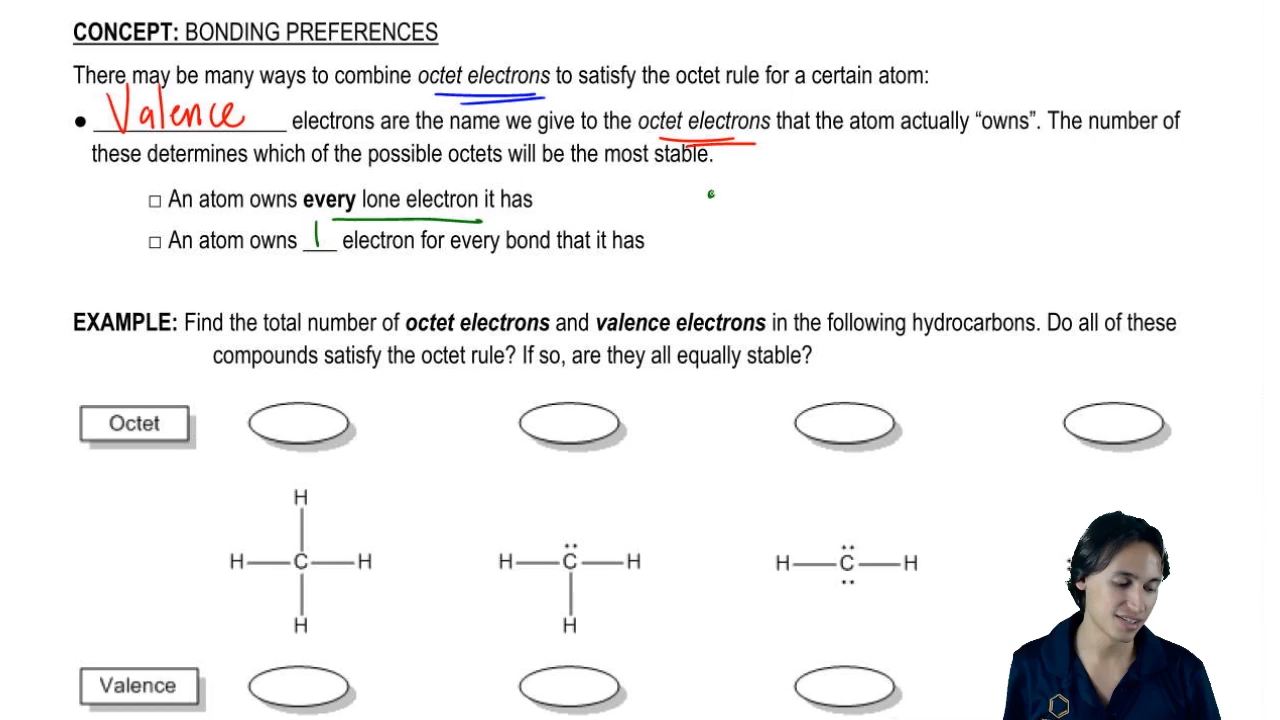 CONCEPT: BONDING PREFERENCES
There may be many ways to combine octet electrons to satisfy the octet rule for a certain atom:
● Valence electrons are the name we give to the octet electrons that the atom actually “owns”. The number of
these determines which of the possible octets will be the most stable.
□ An atom owns every lone electron it has
□ An atom owns 1 electron for every bond that it has
EXAMPLE: Find the total number of octet electrons and valence electrons in the following hydrocarbons. Do all of these
compounds satisfy the octet rule? If so, are they all equally stable?
Octet
H
H C H H C H H C H
H H
Valence